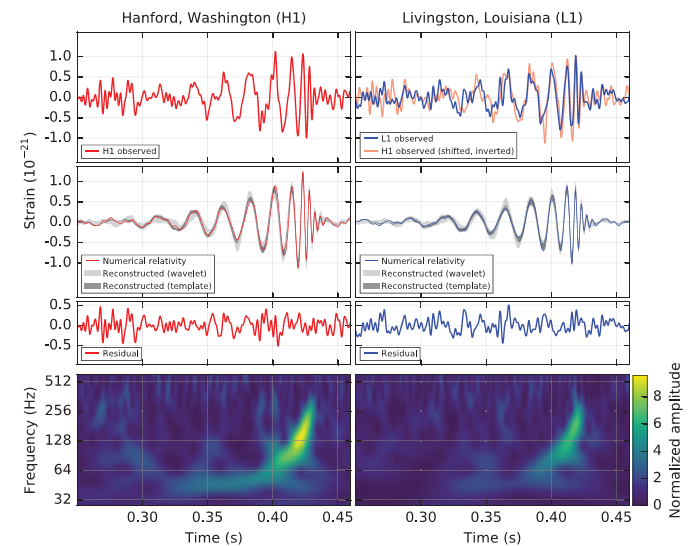 Hanford, Washington (H1)
Livingston, Louisiana (L1)
Strain (10⁻²¹)
1.0
0.5
0.0
-0.5
-1.0
H1 observed
L1 observed
H1 observed (shifted, inverted)
1.0
0.5
0.0
-0.5
-1.0
Numerical relativity
Reconstructed (wavelet)
Reconstructed (template)
Numerical relativity
Reconstructed (wavelet)
Reconstructed (template)
0.5
0.0
-0.5
Residual
Residual
Frequency (Hz)
512
256
128
64
32
0.30
0.35
0.40
0.45
Time (s)
0.30
0.35
0.40
0.45
Time (s)
8
6
4
2
0
Normalized amplitude